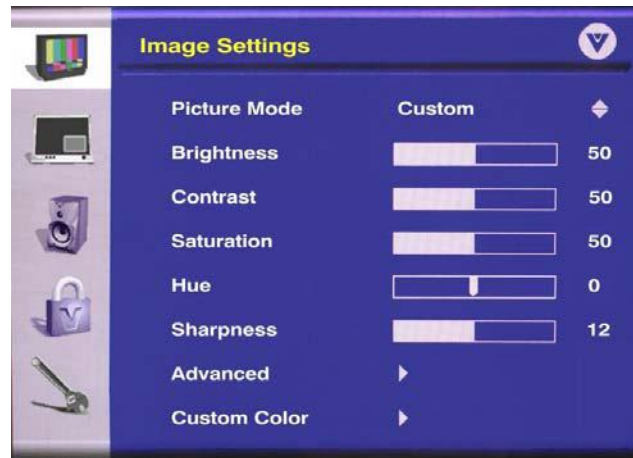 Image Settings
Picture Mode Custom
Brightness 50
Contrast 50
Saturation 50
Hue 0
Sharpness 12
Advanced
Custom Color